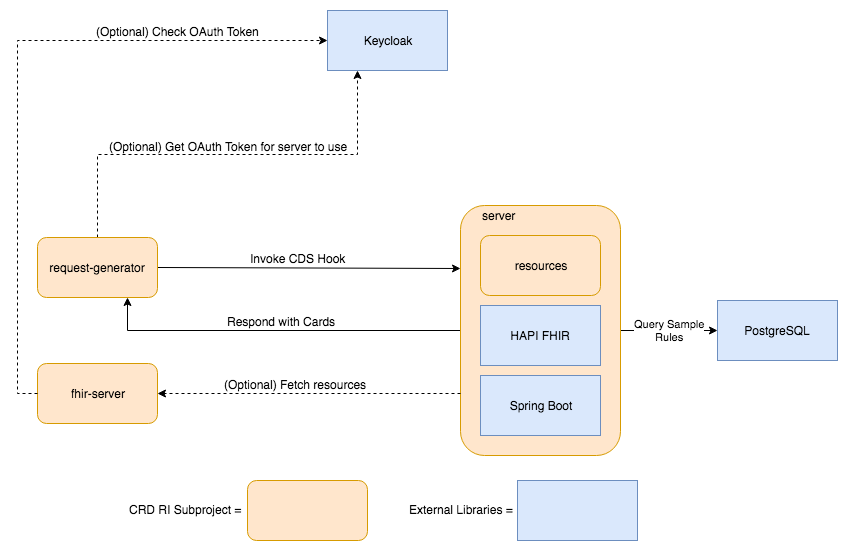 (Optional) Check OAuth Token
Keycloak
(Optional) Get OAuth Token for server to use
server
request-generator
Invoke CDS Hook
resources
Respond with Cards
HAPI FHIR
Query Sample
Rules
PostgreSQL
fhir-server
(Optional) Fetch resources
Spring Boot
CRD RI Subproject =
External Libraries =